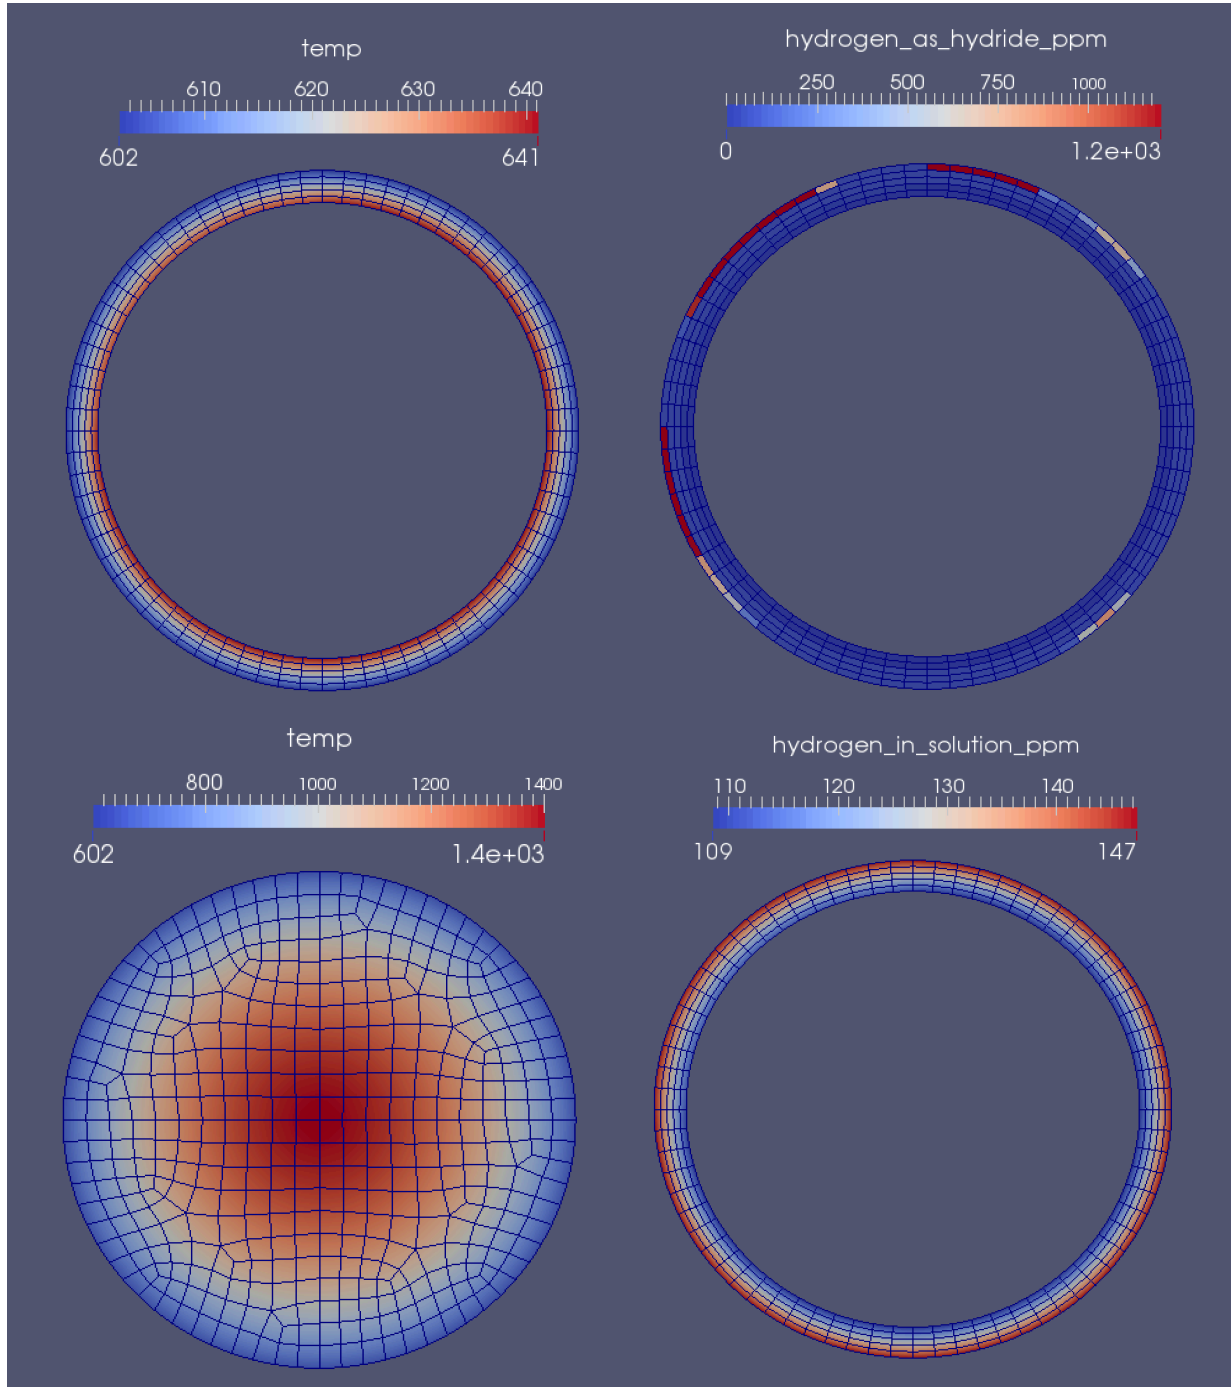 temp
610 620 630 640
602 641
hydrogen_as_hydride_ppm
250 500 750 1000
0 1.2e+03
temp
800 1000 1200 1400
602 1.4e+03
hydrogen_in_solution_ppm
110 120 130 140
109 147